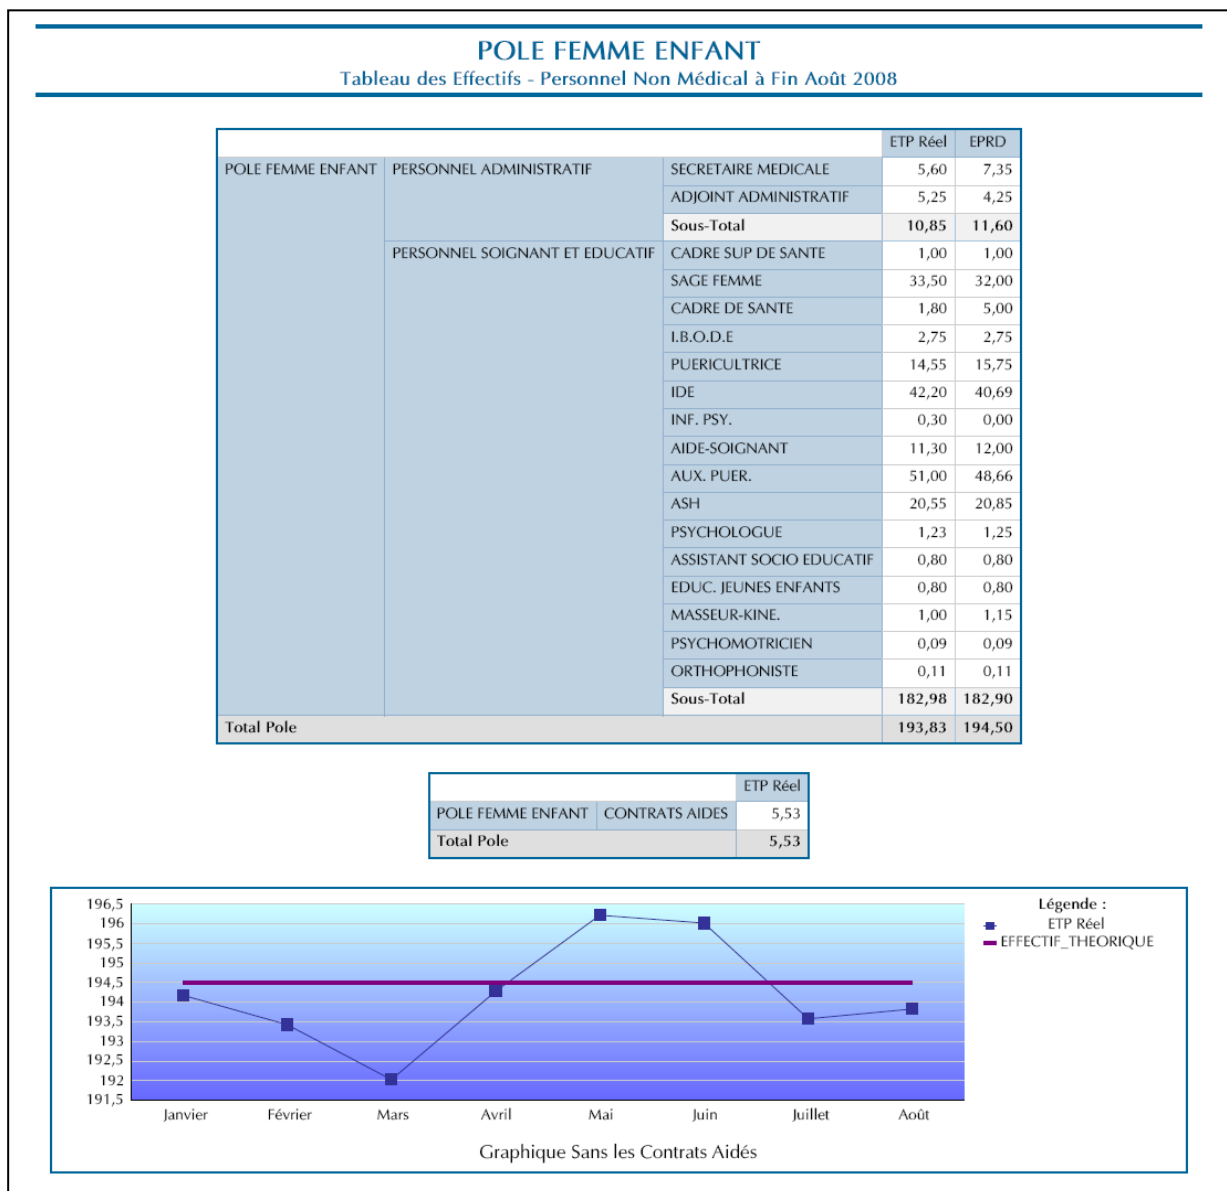 POLE FEMME ENFANT
Tableau des Effectifs - Personnel Non Médical à Fin Août 2008
ETP Réel EPRD
POLE FEMME ENFANT PERSONNEL ADMINISTRATIF SECRETAIRE MEDICALE 5,60 7,35
ADJOINT ADMINISTRATIF 5,25 4,25
Sous-Total 10,85 11,60
PERSONNEL SOIGNANT ET EDUCATIF CADRE SUP DE SANTE 1,00 1,00
SAGE FEMME 33,50 32,00
CADRE DE SANTE 1,80 5,00
I.B.O.D.E 2,75 2,75
PUERICULTRICE 14,55 15,75
IDE 42,20 40,69
INF. PSY. 0,30 0,00
AIDE-SOIGNANT 11,30 12,00
AUX. PUER. 51,00 48,66
ASH 20,55 20,85
PSYCHOLOGUE 1,23 1,25
ASSISTANT SOCIO EDUCATIF 0,80 0,80
EDUC. JEUNES ENFANTS 0,80 0,80
MASSEUR-KINE. 1,00 1,15
PSYCHOMOTRICIEN 0,09 0,09
ORTHOPHONISTE 0,11 0,11
Sous-Total 182,98 182,90
Total Pole 193,83 194,50
ETP Réel
POLE FEMME ENFANT CONTRATS AIDES 5,53
Total Pole 5,53
196,5
196
195,5
195
194,5
194
193,5
193
192,5
192
191,5
Janvier Février Mars Avril Mai Juin Juillet Août
Graphique Sans les Contrats Aidés
Légende :
ETP Réel
EFFECTIF_THEORIQUE